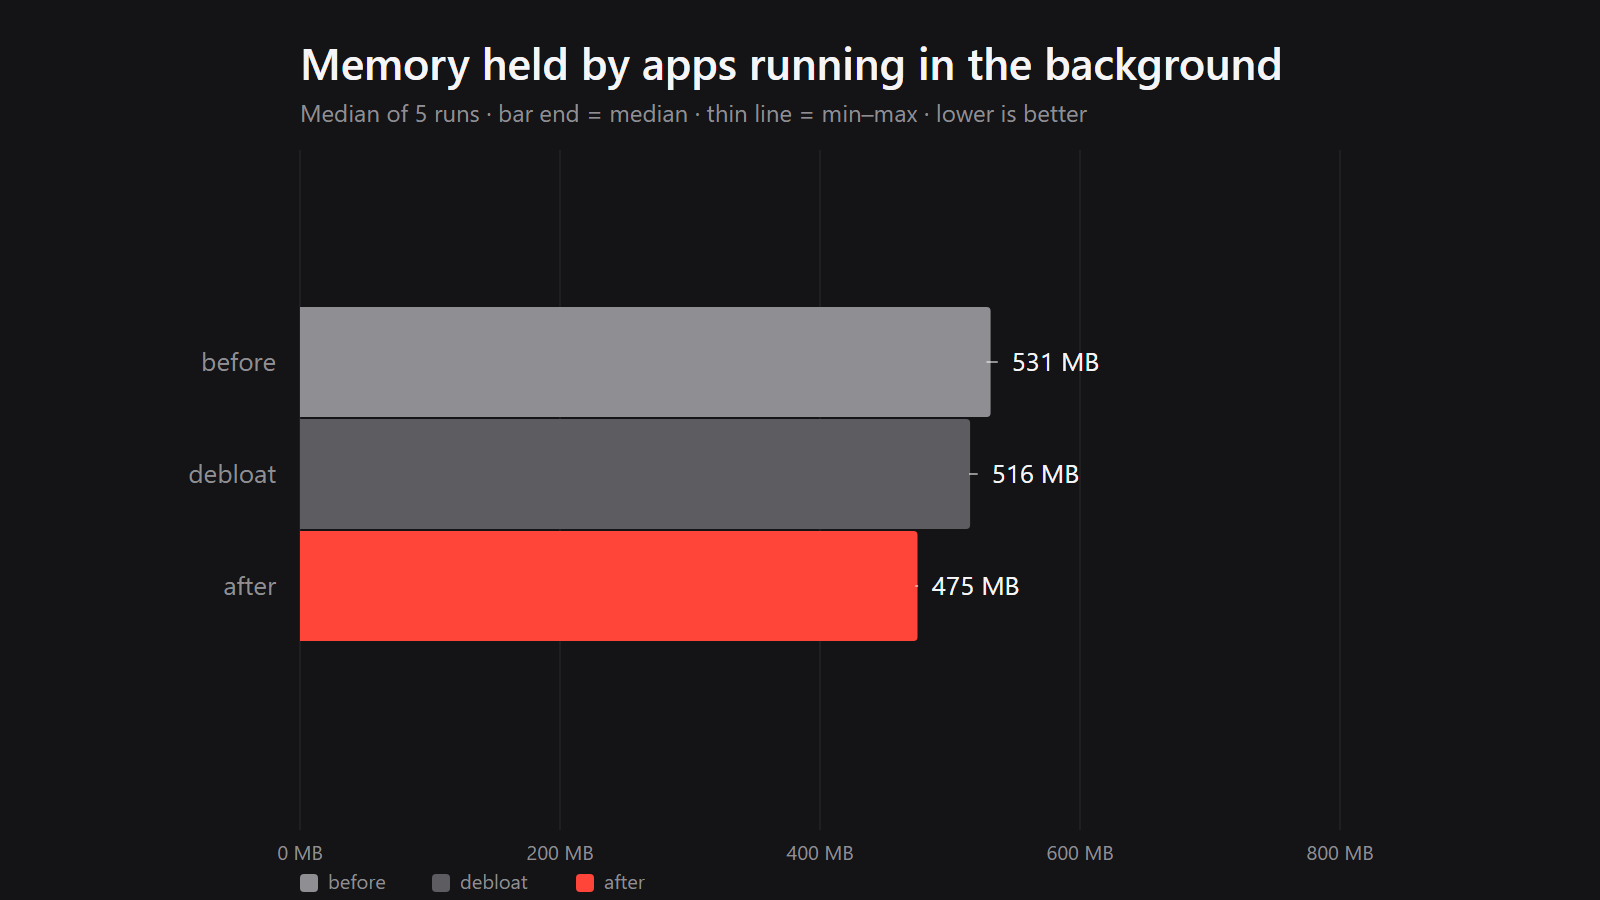 Memory held by apps running in the background
Median of 5 runs · bar end = median · thin line = min–max · lower is better
before
531 MB
debloat
516 MB
after
475 MB
0 MB
200 MB
400 MB
600 MB
800 MB
before
debloat
after